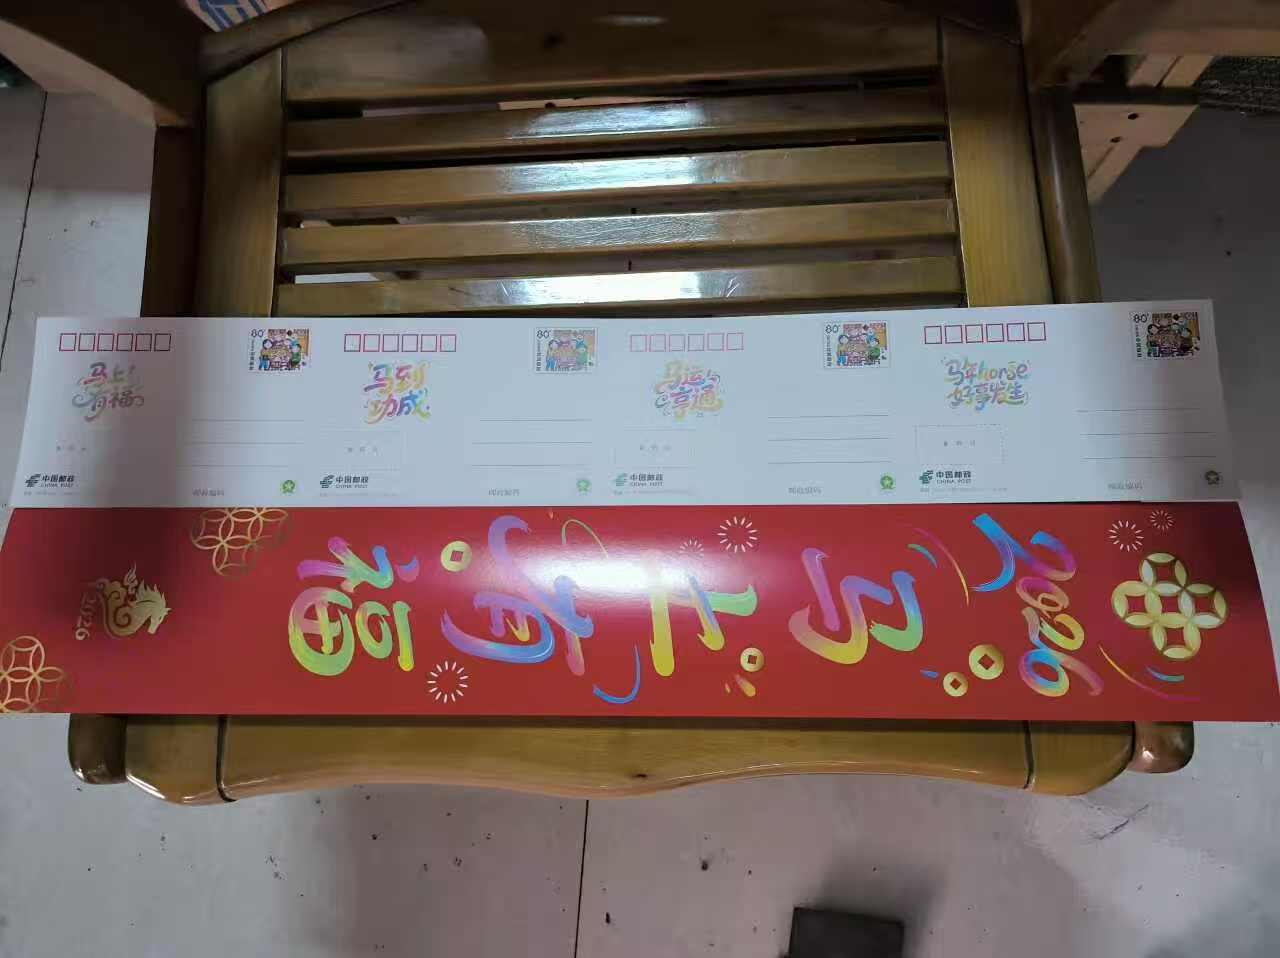 80分
80分
80分
80分
马上!
有福
马到
功成
马运
亨通
马年horse
好事发生
中国邮政
CHINA POST
邮政编码
中国邮政
CHINA POST
邮政编码
中国邮政
CHINA POST
邮政编码
中国邮政
CHINA POST
邮政编码
2026
马上有福
2026